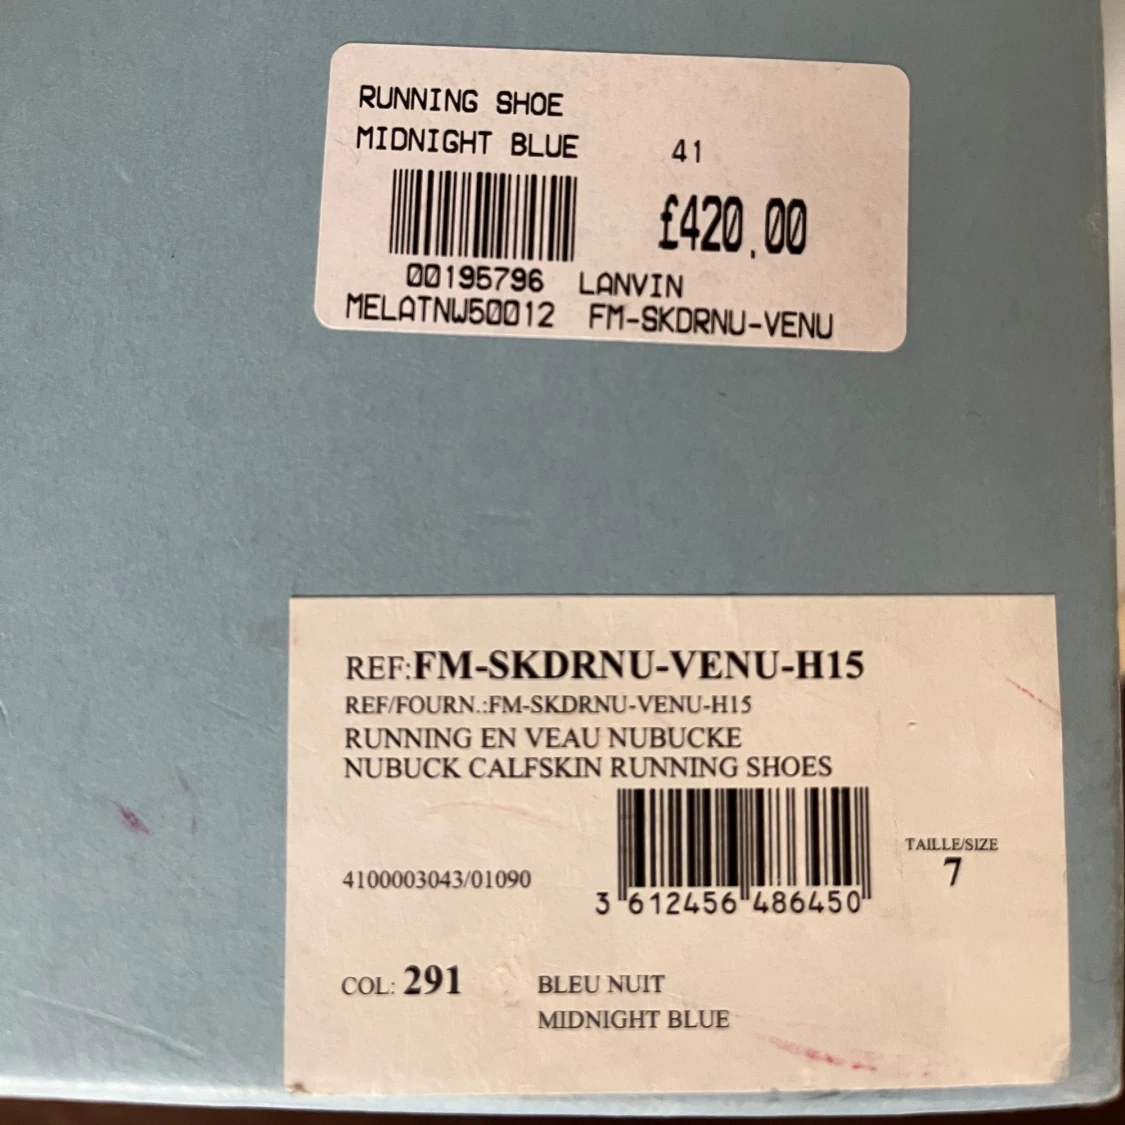 RUNNING SHOE
MIDNIGHT BLUE 41
£420.00
00195796 LANVIN
MELATNW50012 FM-SKDRNU-VENU
REF:FM-SKDRNU-VENU-H15
REF/FOURN.:FM-SKDRNU-VENU-H15
RUNNING EN VEAU NUBUCKE
NUBUCK CALFSKIN RUNNING SHOES
TAILLE/SIZE
7
4100003043/01090
3 612456 486450
COL: 291 BLEU NUIT
MIDNIGHT BLUE